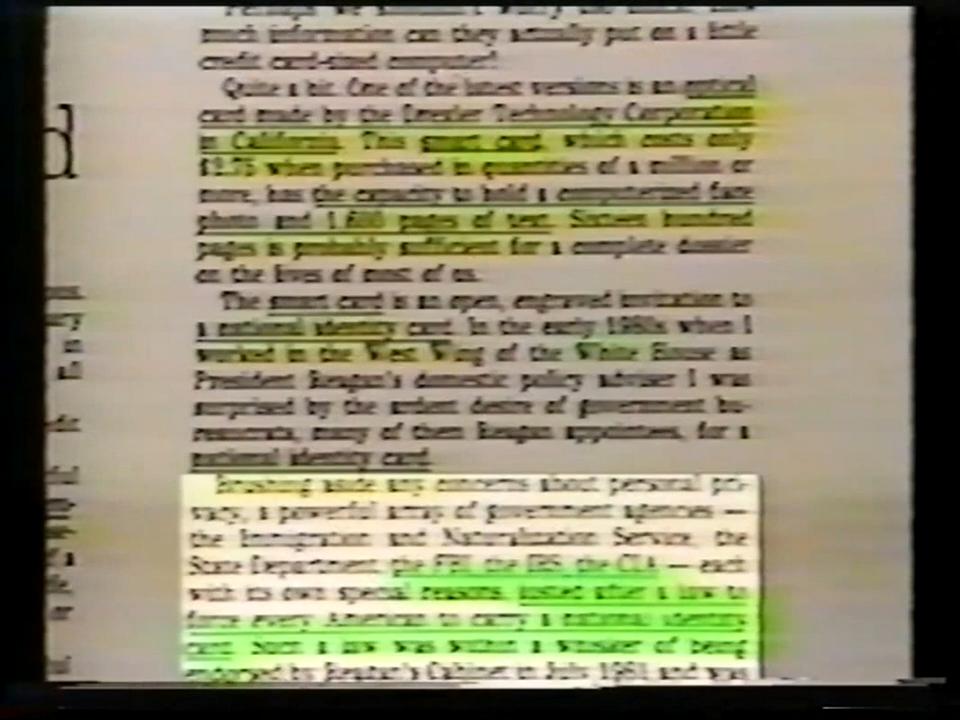 d
much information can they actually put on a little
credit card-sized computer?
Quite a bit. One of the latest versions is an optical
card made by the Drexler Technology Corporation
in California. This smart card, which costs only
$2.75 when purchased in quantities of a million or
more, has the capacity to hold a computerized face
photo and 1,600 pages of text. Sixteen hundred
pages is probably sufficient for a complete dossier
on the lives of most of us.
The smart card is an open, engraved invitation to
a national identity card. In the early 1980s when I
worked in the West Wing of the White House as
President Reagan's domestic policy adviser I was
surprised by the ardent desire of government bu-
reaucrats, many of them Reagan appointees, for a
national identity card.
Brushing aside any concerns about personal pri-
vacy, a powerful array of government agencies —
the Immigration and Naturalization Service, the
State Department, the FBI, the IRS, the CIA — each
with its own special reasons, lusted after a law to
force every American to carry a national identity
card. Such a law was within a whisker of being
endorsed by Reagan's Cabinet in July 1981 and was